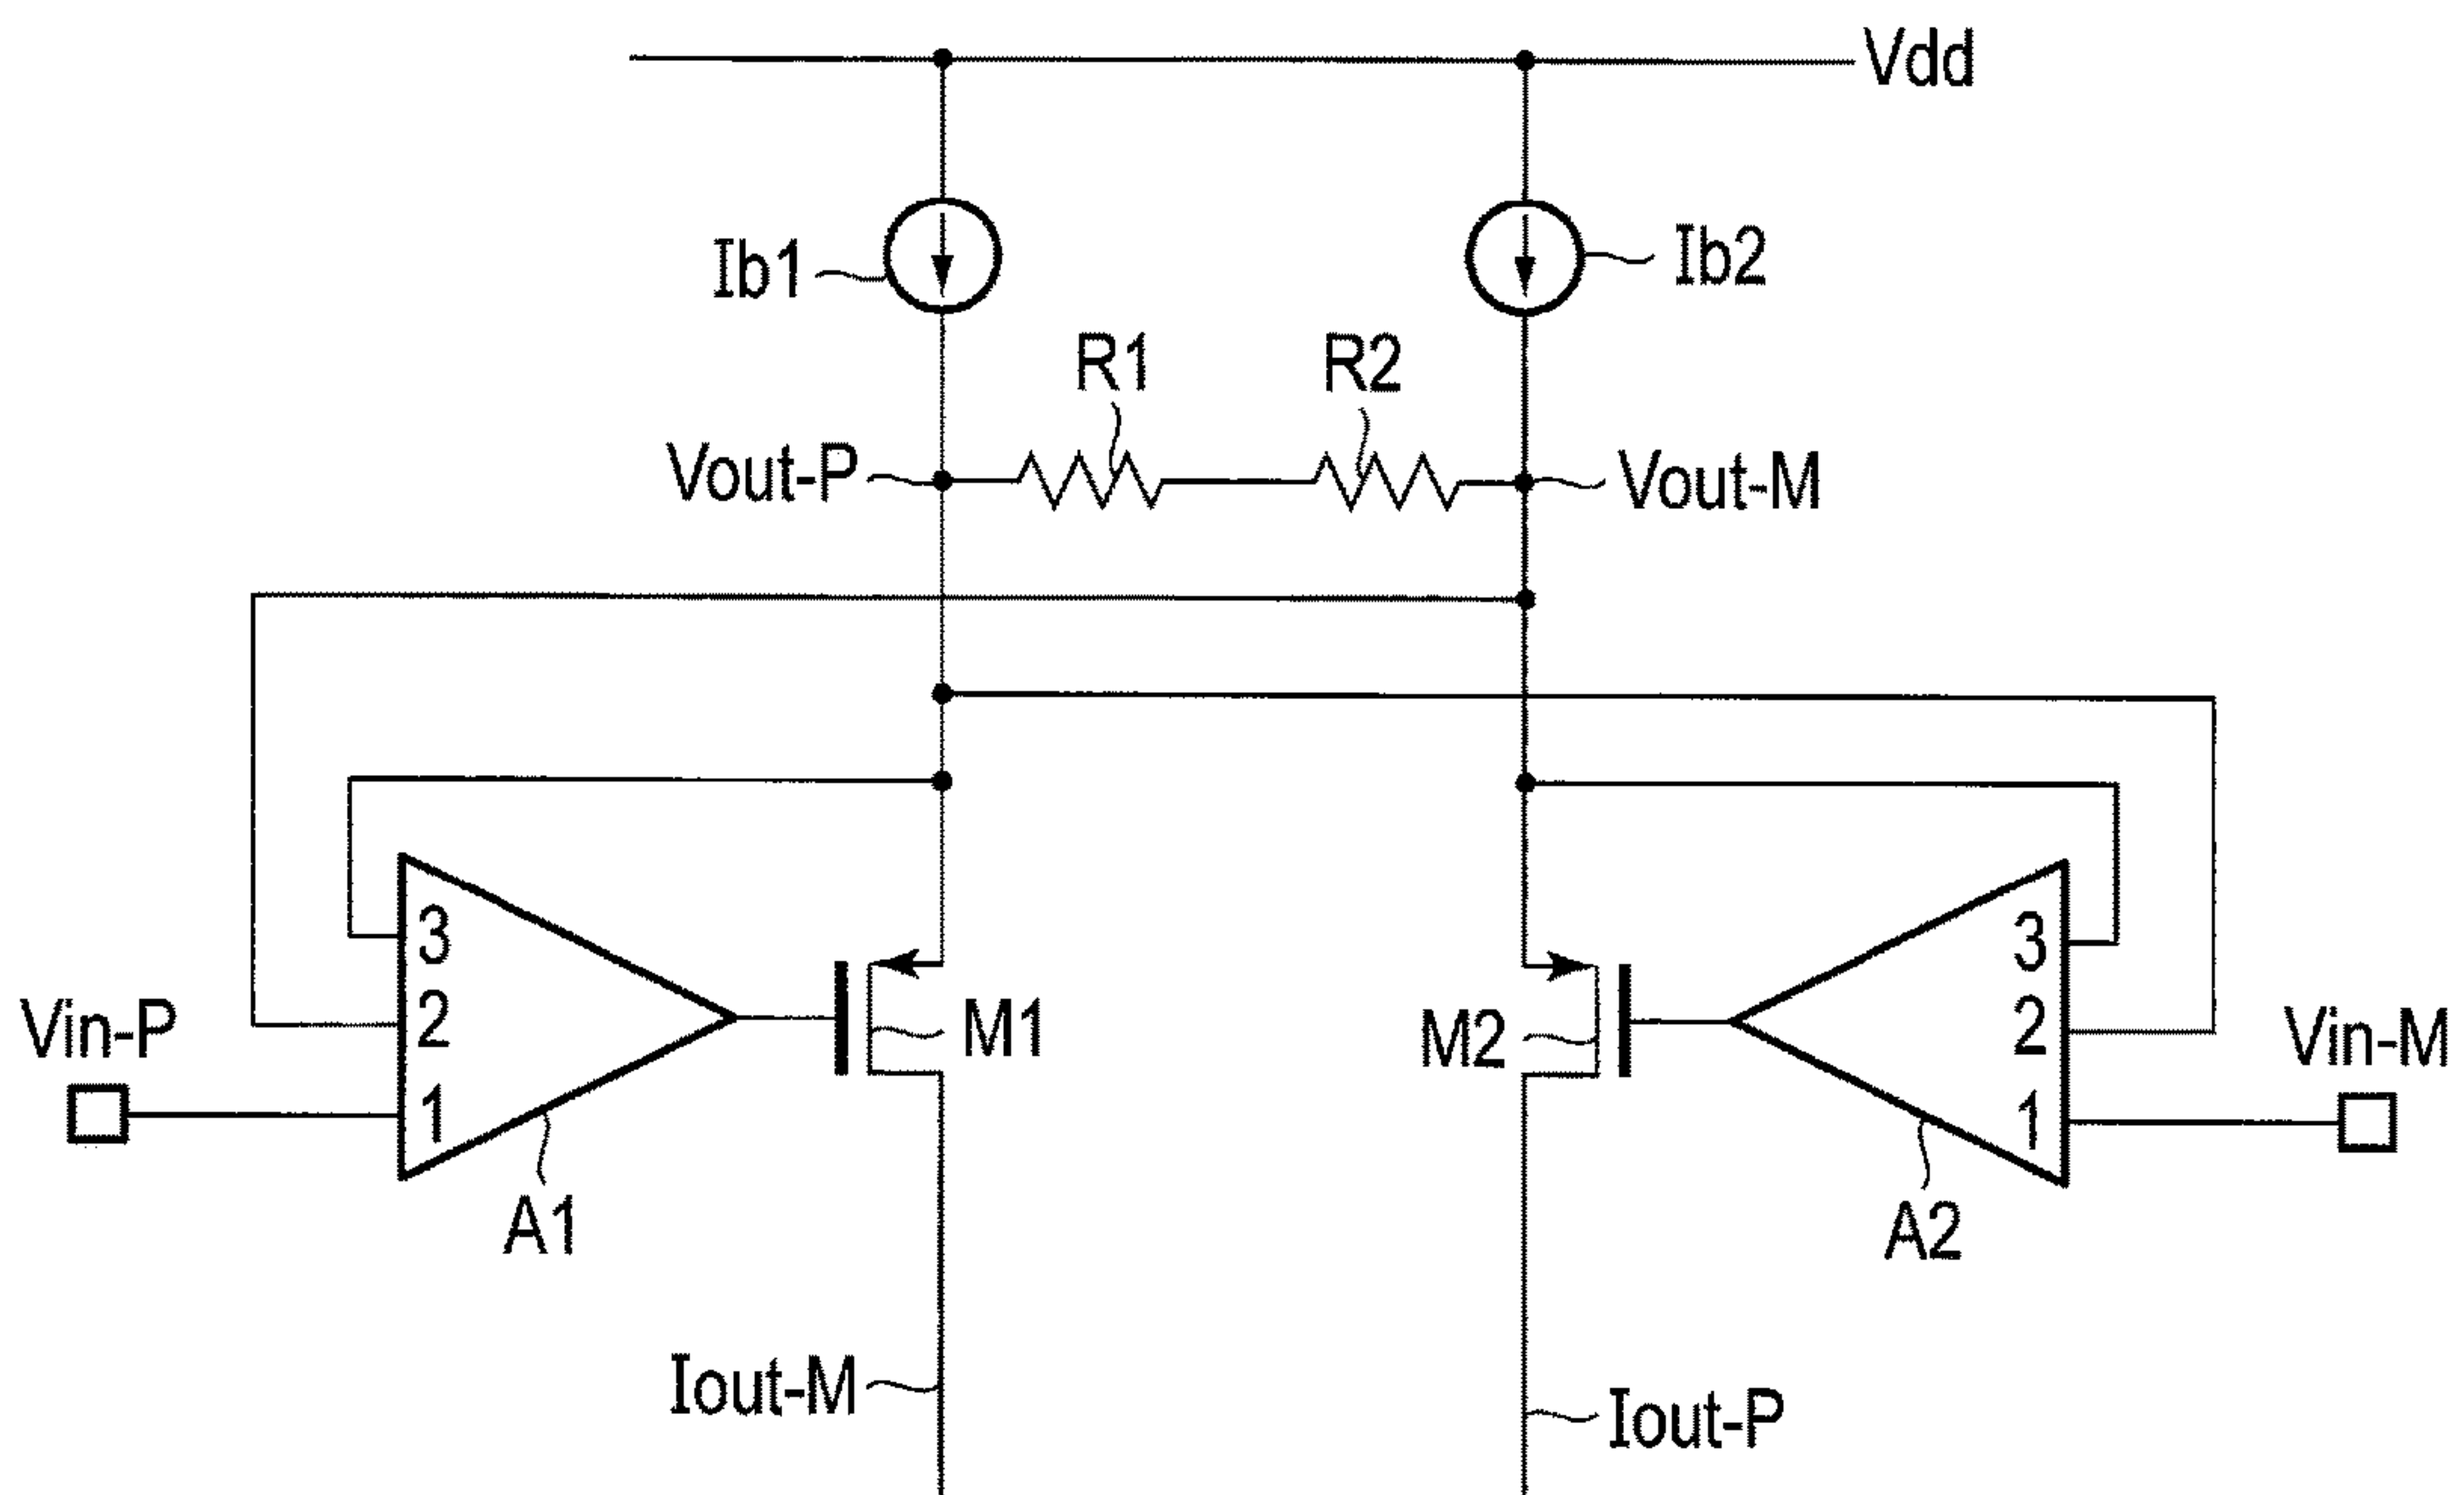 Vdd
Ib1
Ib2
R1
R2
Vout-P
Vout-M
3
3
2
2
Vin-P
M1
M2
Vin-M
1
1
A1
A2
Iout-M
Iout-P